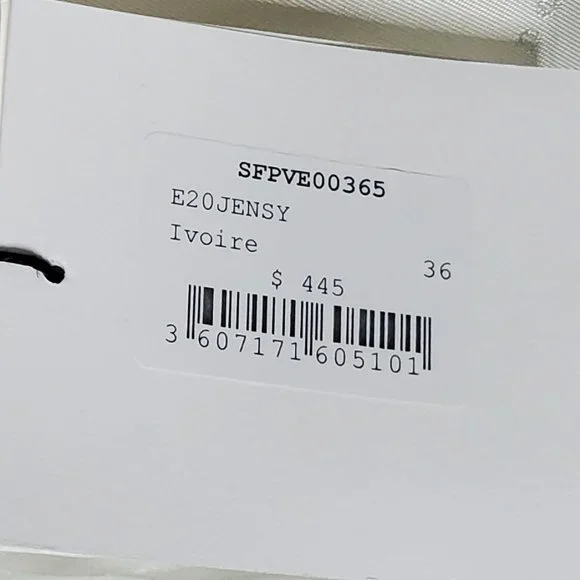 SFPVE00365
E20JENSY
Ivoire
36
$ 445
3 607171 605101